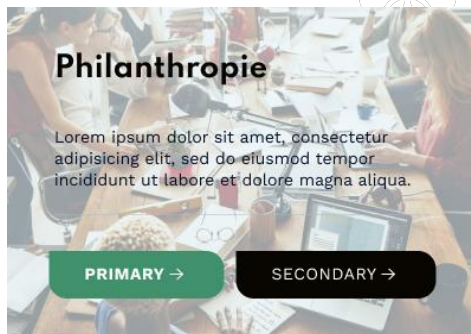 Philanthropie
Lorem ipsum dolor sit amet, consectetur
adipisicing elit, sed do eiusmod tempor
incididunt ut labore et dolore magna aliqua.
PRIMARY →
SECONDARY →